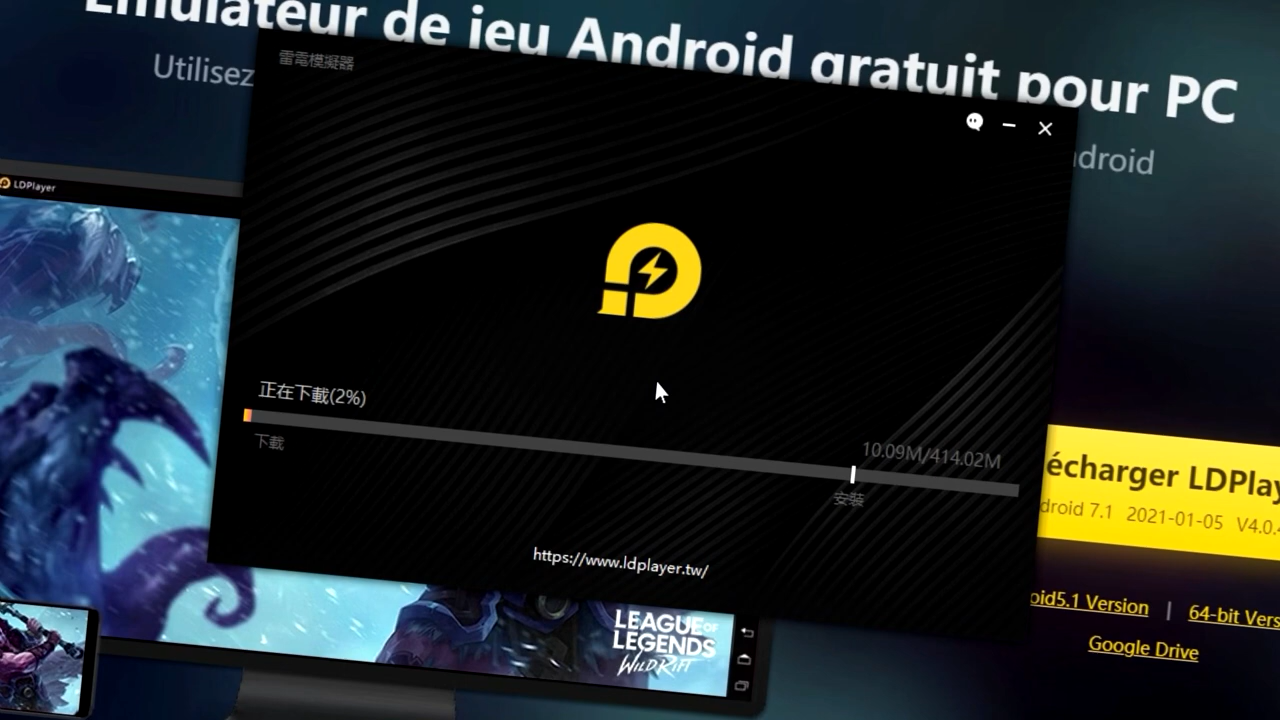 Émulateur de jeu Android gratuit pour PC
Utilisez
ndroid
雷電模擬器
LDPlayer
正在下載(2%)
下載
10.09M/414.02M
安裝
https://www.ldplayer.tw/
écharger LDPlay
droid 7.1 2021-01-05 V4.0.
oid5.1 Version | 64-bit Vers
Google Drive
LEAGUE OF
LEGENDS
WILD RIFT